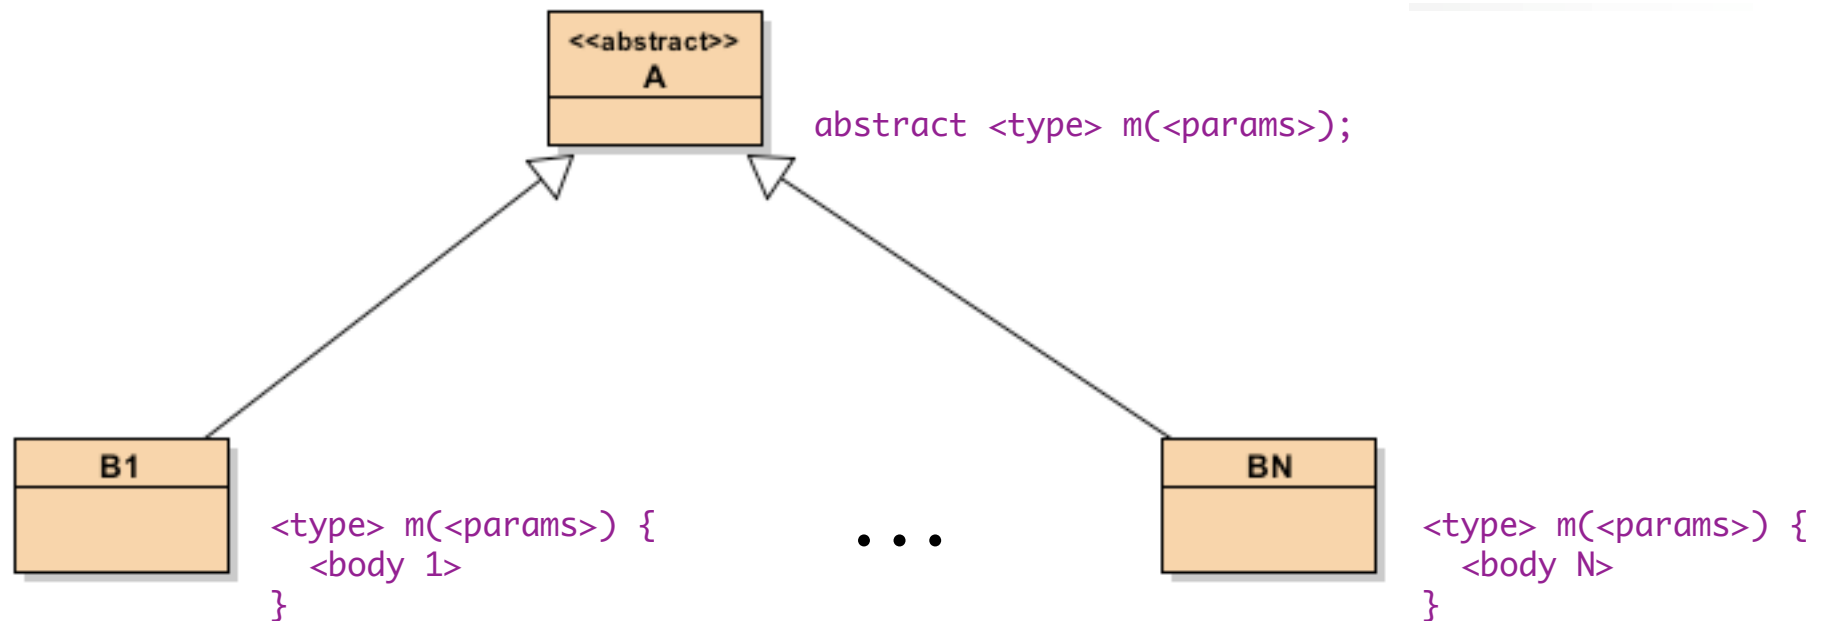 <<abstract>>
A
abstract <type> m(<params>);
B1
<type> m(<params>) {
<body 1>
}
...
BN
<type> m(<params>) {
<body N>
}